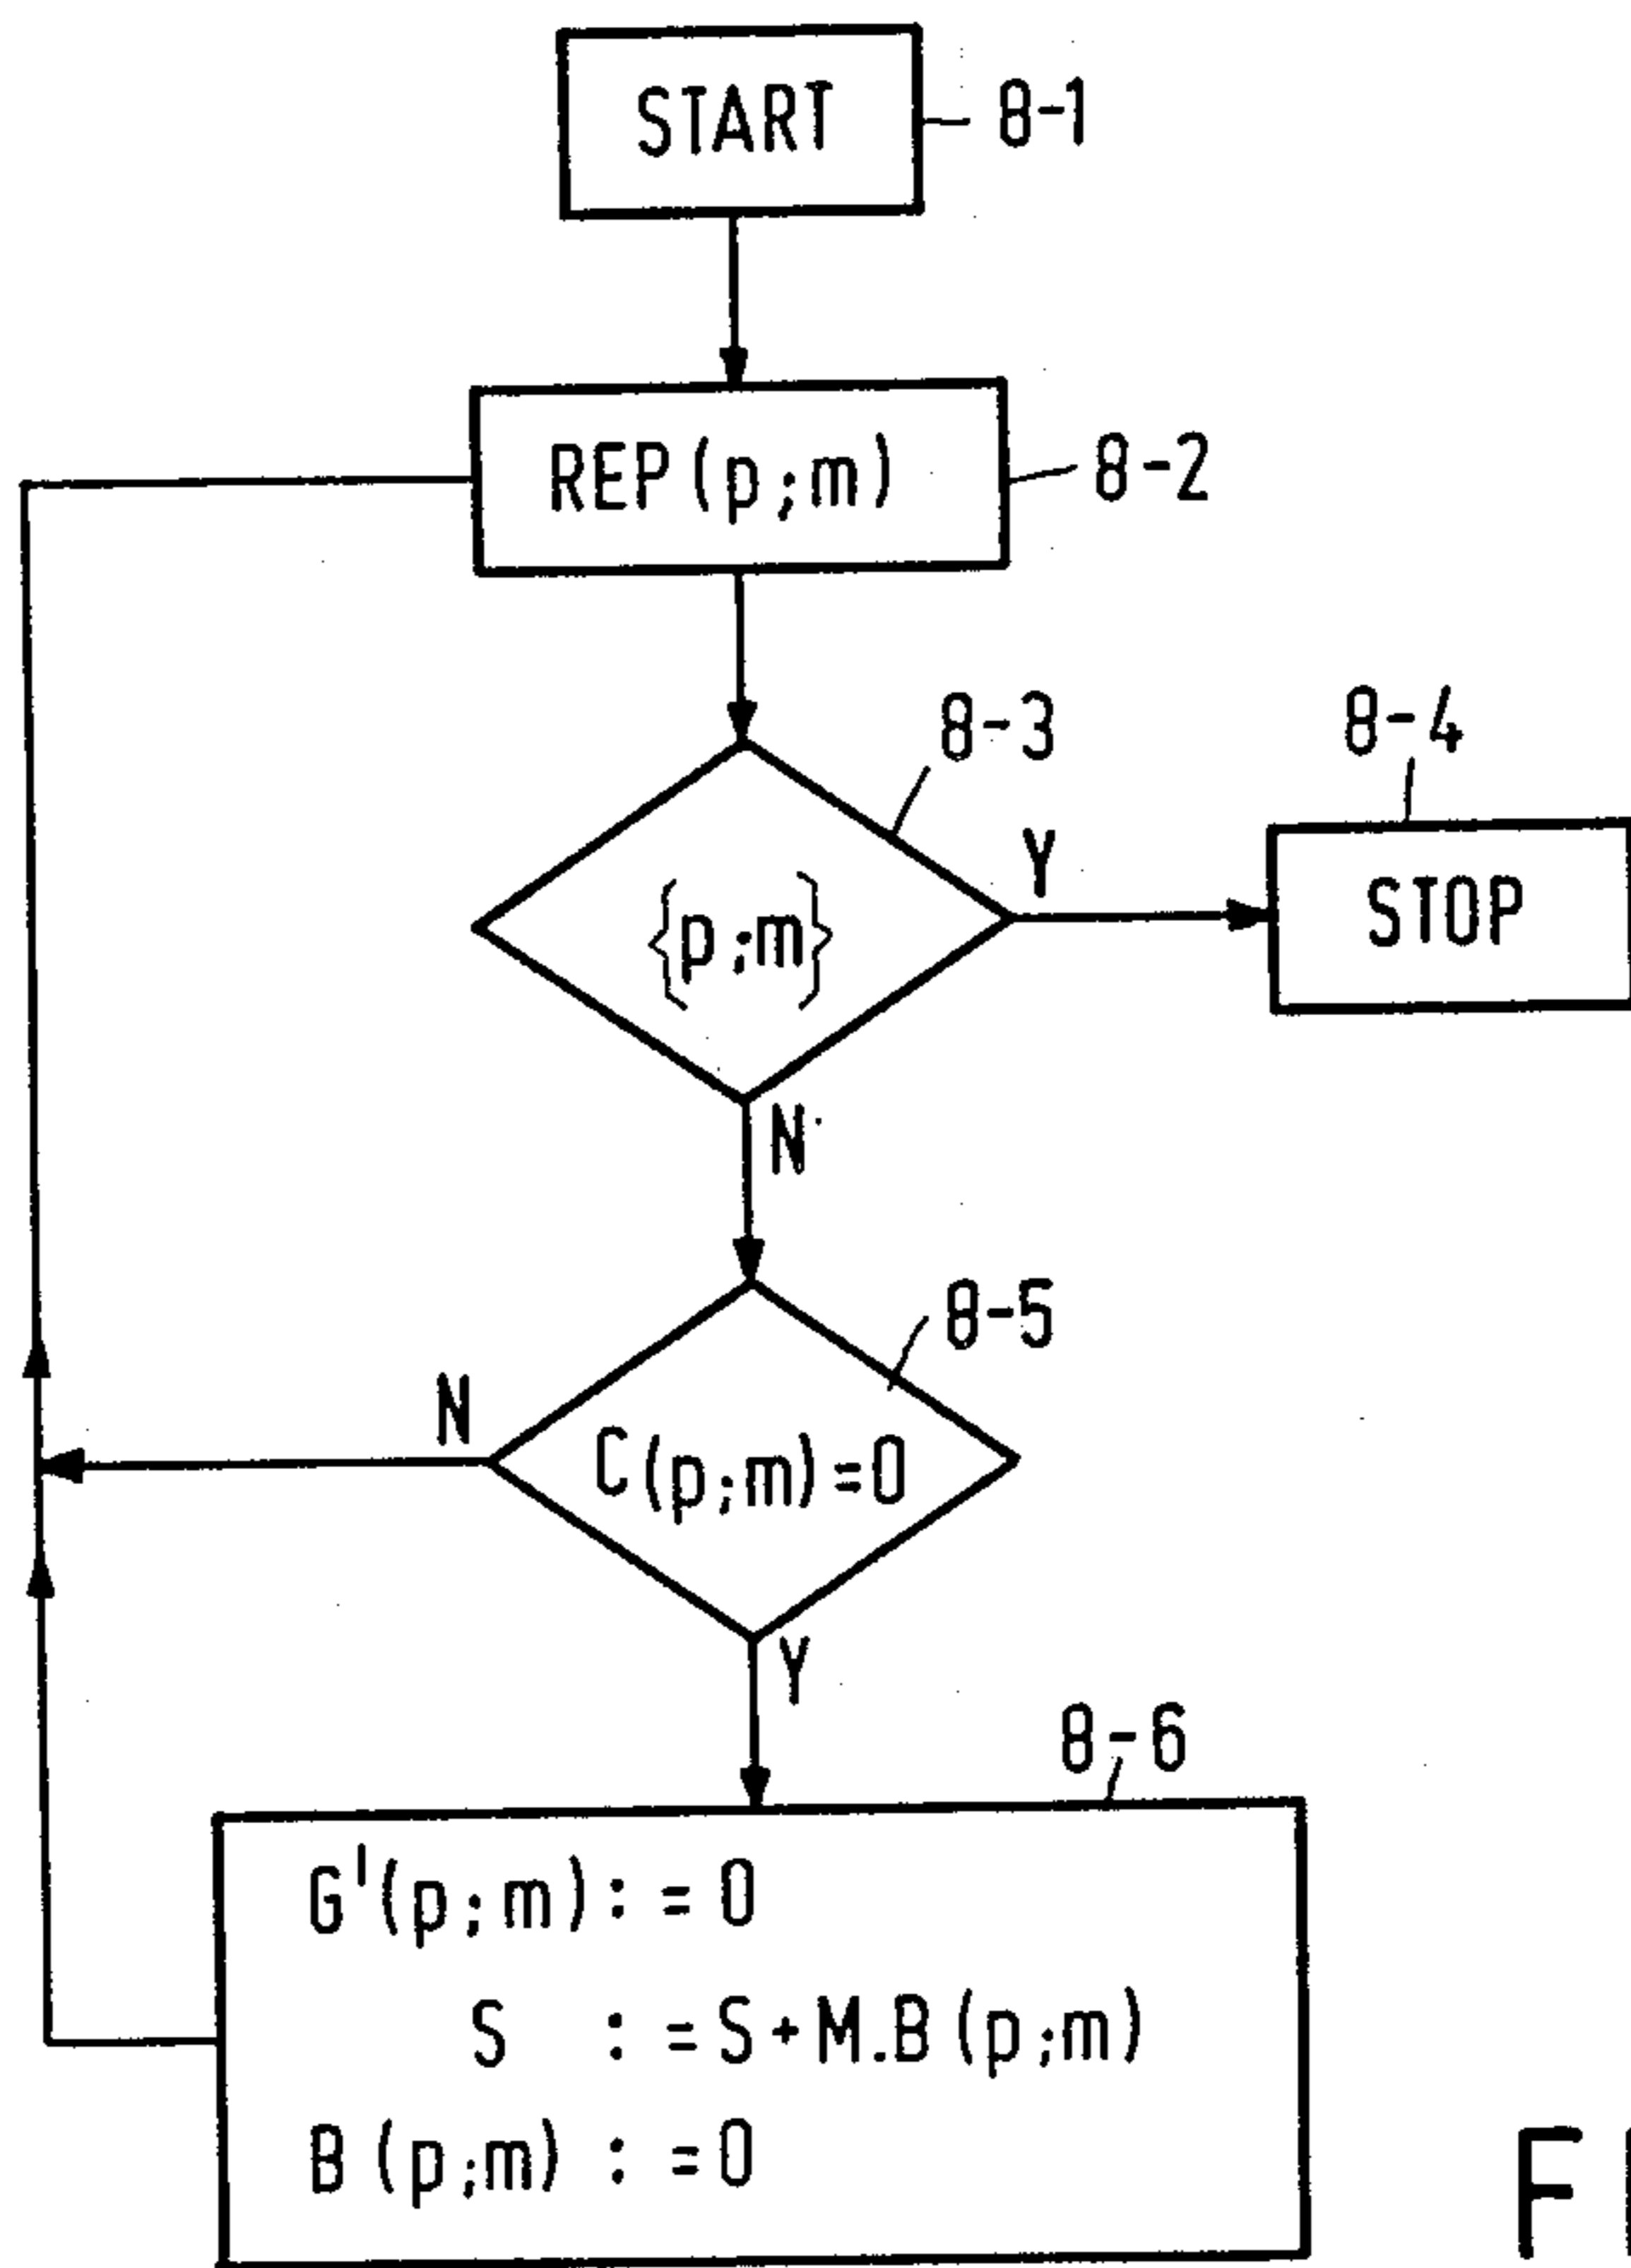 START
8-1
REP(p;m)
8-2
8-3
8-4
Y
STOP
{p;m}
N
8-5
N
C(p;m)=0
Y
8-6
G'(p;m):=0
S :=S+M.B(p;m)
B(p;m) :=0
F